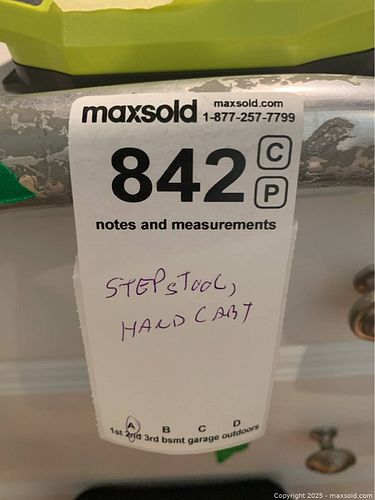 maxsold maxsold.com
1-877-257-7799
842 C
P
notes and measurements
STEPSTOOL,
HAND CART
A B C D
1st 2nd 3rd bsmt garage outdoors
Copyright 2025 - maxsold.com